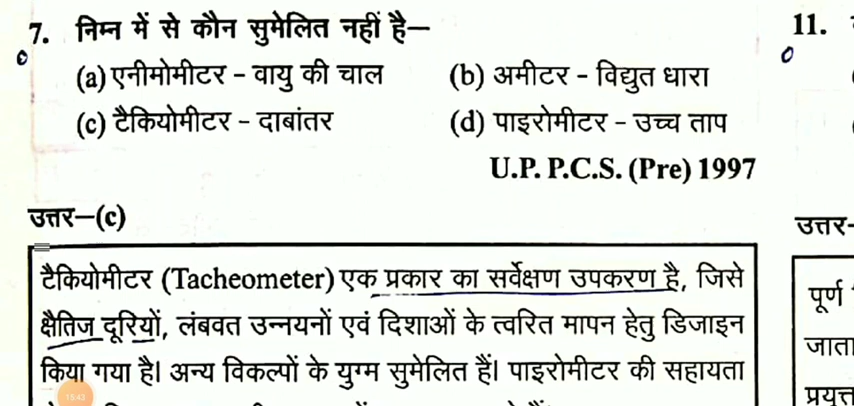 7. निम्न में से कौन सुमेलित नहीं है—
(a) एनीमोमीटर - वायु की चाल (b) अमीटर - विद्युत धारा
(c) टैकियोमीटर - दाबांतर (d) पाइरोमीटर - उच्च ताप
U.P. P.C.S. (Pre) 1997
उत्तर—(c)
टैकियोमीटर (Tacheometer) एक प्रकार का सर्वेक्षण उपकरण है, जिसे
क्षैतिज दूरियों, लंबवत उन्नयनों एवं दिशाओं के त्वरित मापन हेतु डिजाइन
किया गया है। अन्य विकल्पों के युग्म सुमेलित हैं। पाइरोमीटर की सहायता
15:43
11.
उत्तर-
पूर्ण
जाता
प्रयुक्त